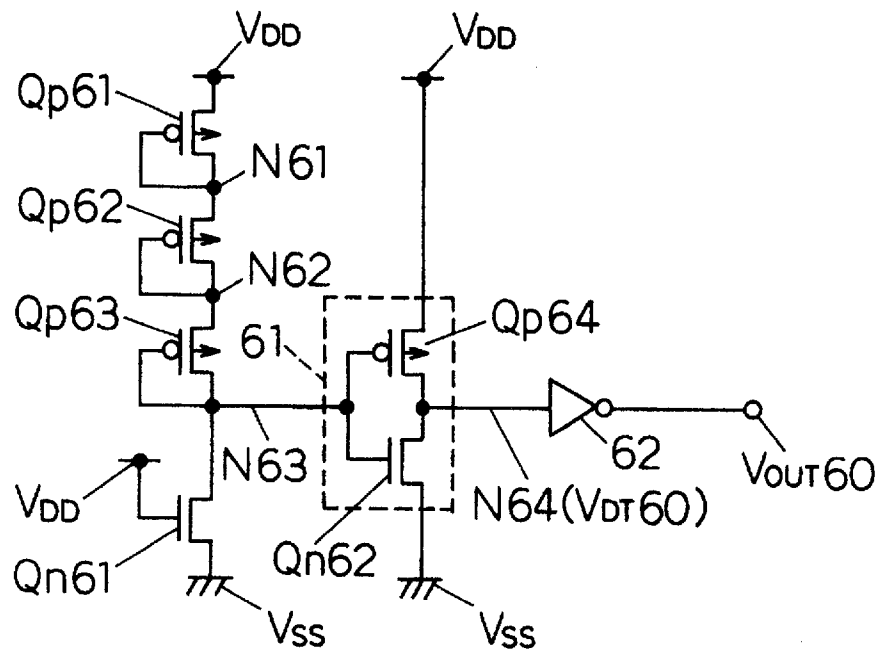 VDD
VDD
Qp61
N61
Qp62
N62
Qp63
61
Qp64
N63
62
VOUT60
VDD
N64(VDT60)
Qn61
Qn62
VSS
VSS